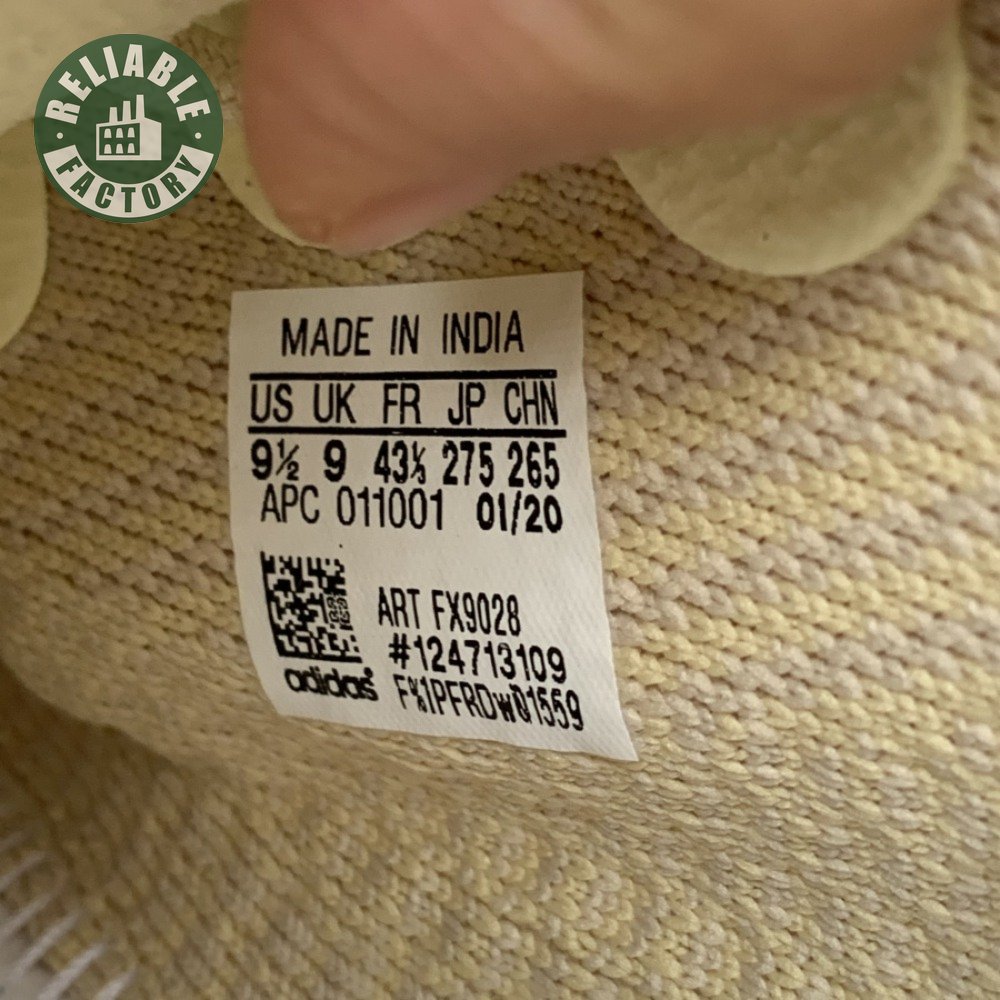 RELIABLE
FACTORY
MADE IN INDIA
US UK FR JP CHN
9½ 9 43⅓ 275 265
APC 011001 01/20
ART FX9028
#124713109
adidas